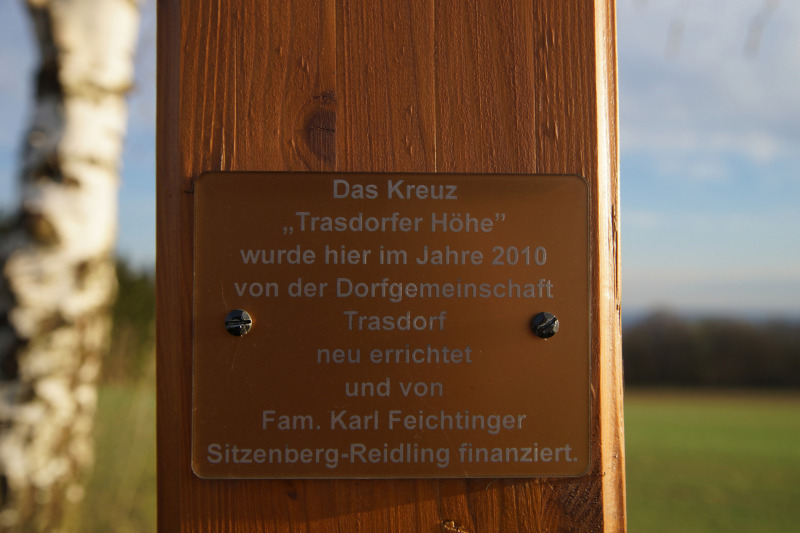 Das Kreuz
„Trasdorfer Höhe”
wurde hier im Jahre 2010
von der Dorfgemeinschaft
Trasdorf
neu errichtet
und von
Fam. Karl Feichtinger
Sitzenberg-Reidling finanziert.